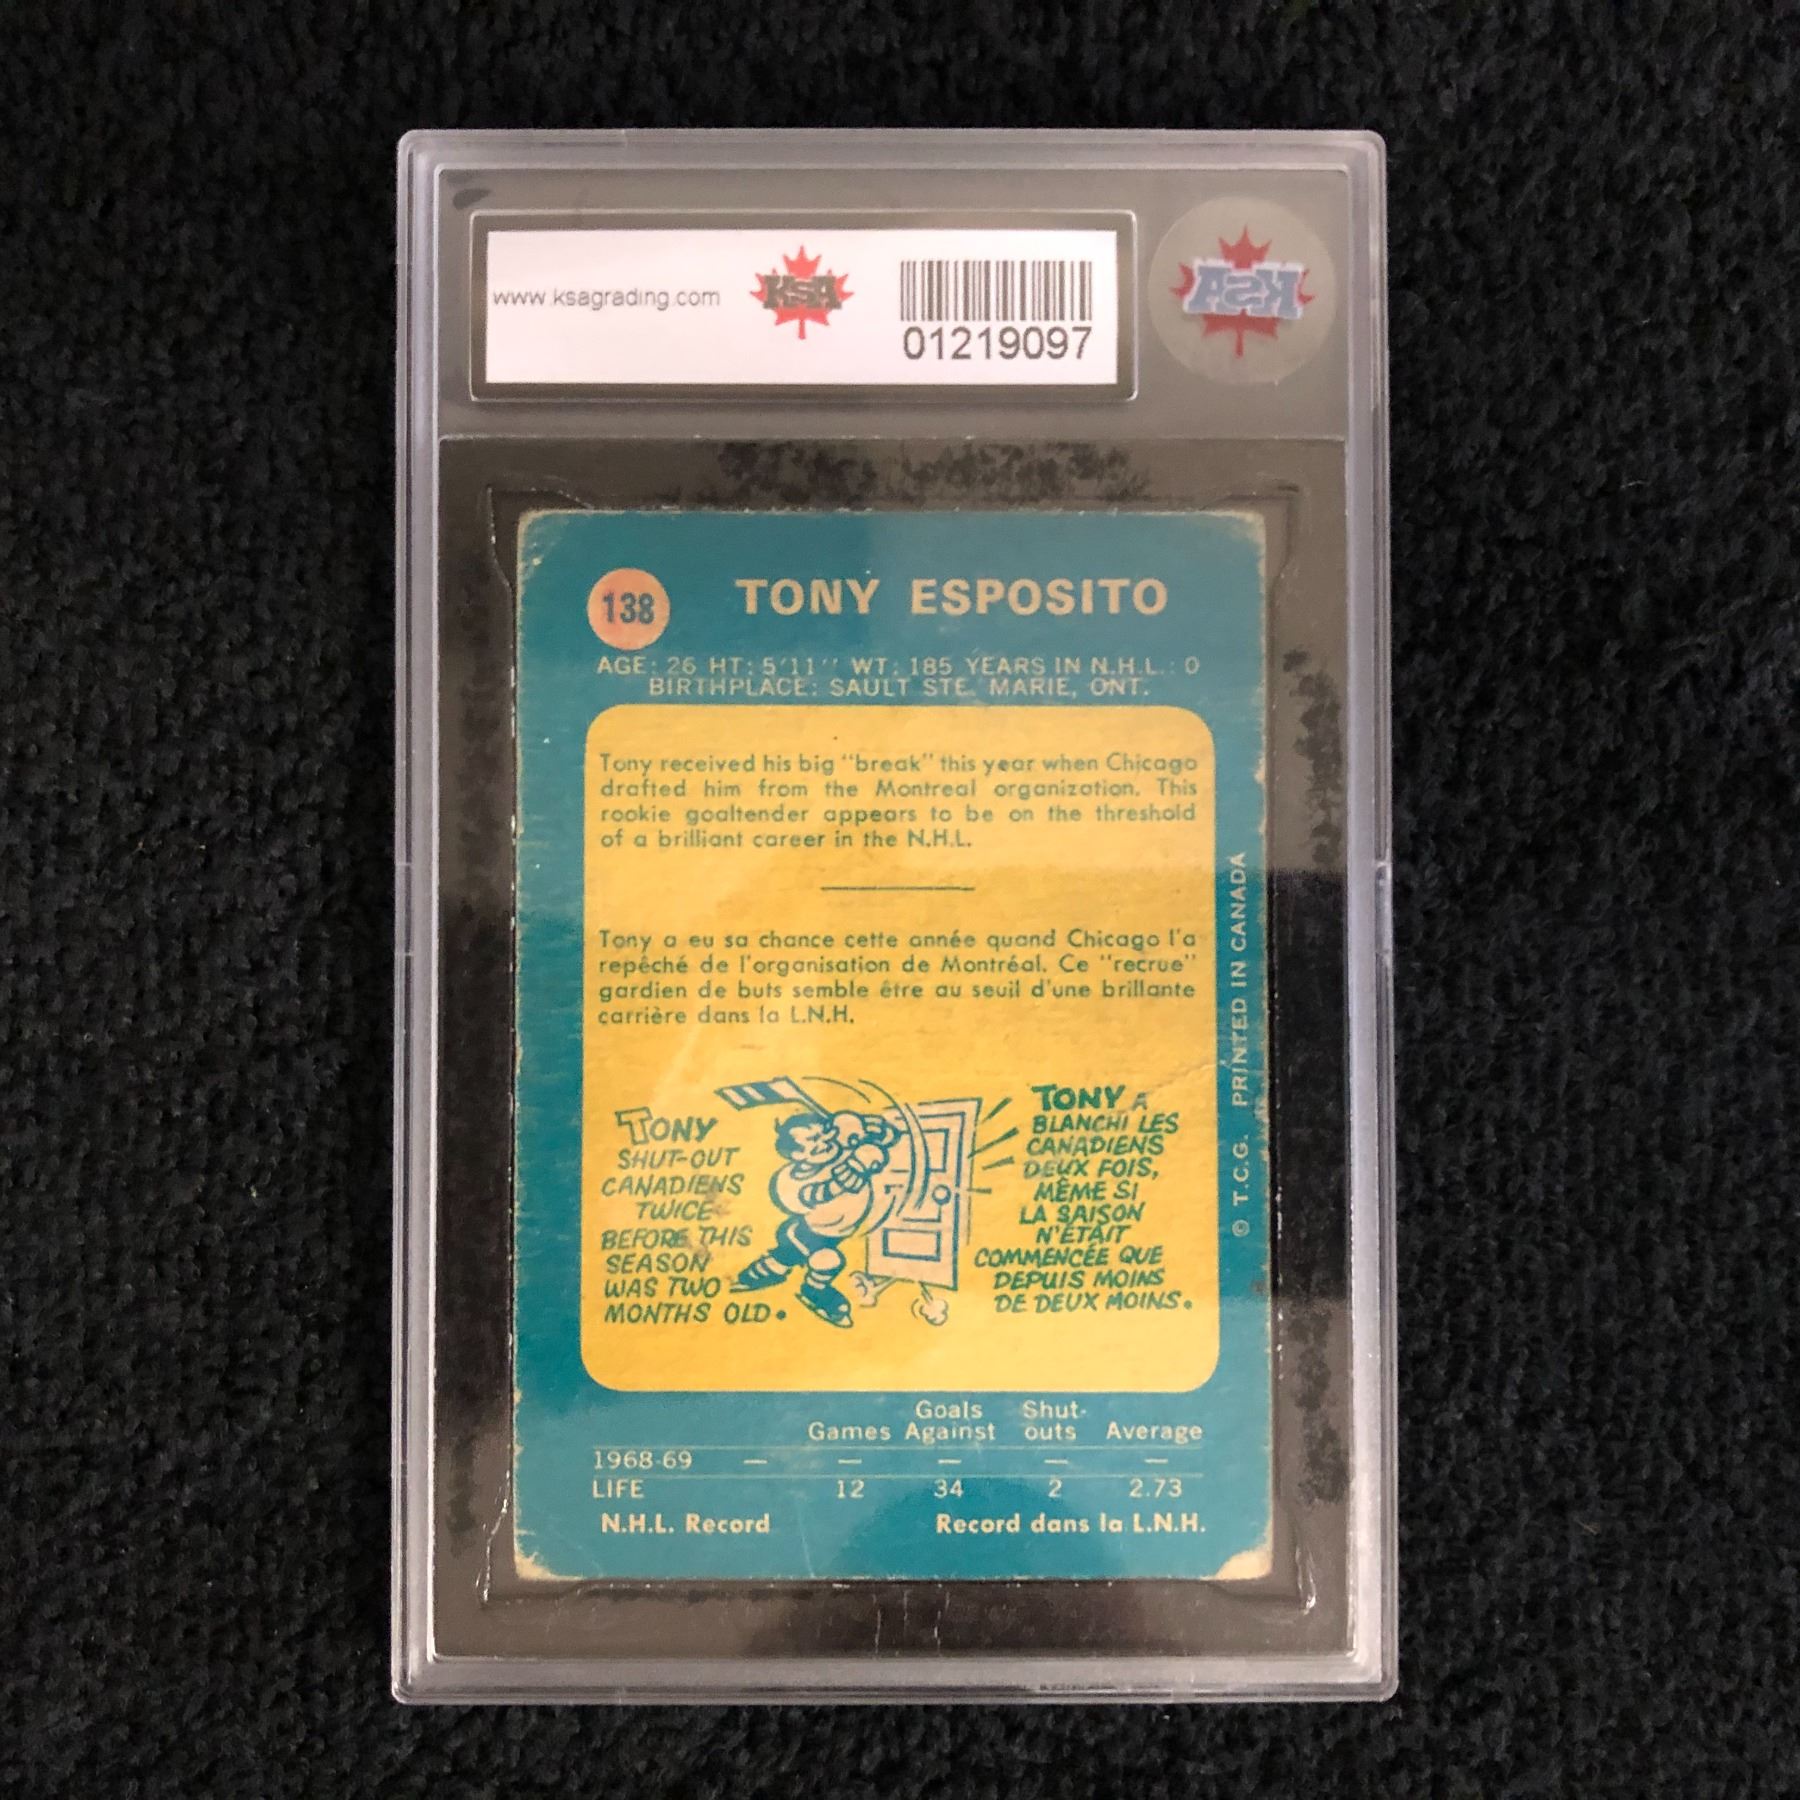 www.ksagrading.com
KSA
01219097
KSA
138
TONY ESPOSITO
AGE: 26 HT: 5'11" WT: 185 YEARS IN N.H.L.: 0
BIRTHPLACE: SAULT STE. MARIE, ONT.
Tony received his big "break" this year when Chicago
drafted him from the Montreal organization. This
rookie goaltender appears to be on the threshold
of a brilliant career in the N.H.L.
Tony a eu sa chance cette année quand Chicago l'a
repêché de l'organisation de Montréal. Ce "recrue"
gardien de buts semble être au seuil d'une brillante
carrière dans la L.N.H.
TONY
SHUT-OUT
CANADIENS
TWICE
BEFORE THIS
SEASON
WAS TWO
MONTHS OLD.
TONY A
BLANCHI LES
CANADIENS
DEUX FOIS,
MÊME SI
LA SAISON
N'ÉTAIT
COMMENCÉE QUE
DEPUIS MOINS
DE DEUX MOINS.
© T.C.G. PRINTED IN CANADA
Goals Shut-
Games Against outs Average
1968-69 — — — — —
LIFE 12 34 2 2.73
N.H.L. Record Record dans la L.N.H.